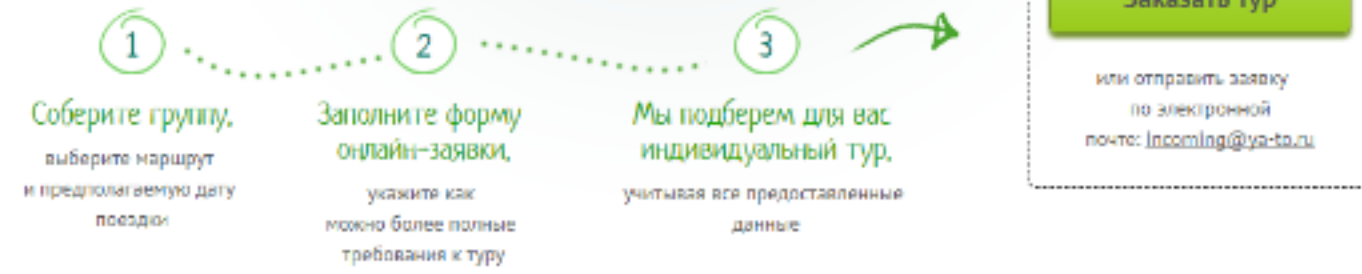 1
Соберите группу,
выберите маршрут
и предполагаемую дату
поездки
2
Заполните форму
онлайн-заявки,
укажите как
можно более полные
требования к туру
3
Мы подберем для вас
индивидуальный тур,
учитывая все предоставленные
данные
Заказать тур
или отправить заявку
по электронной
почте: incoming@ya-to.ru